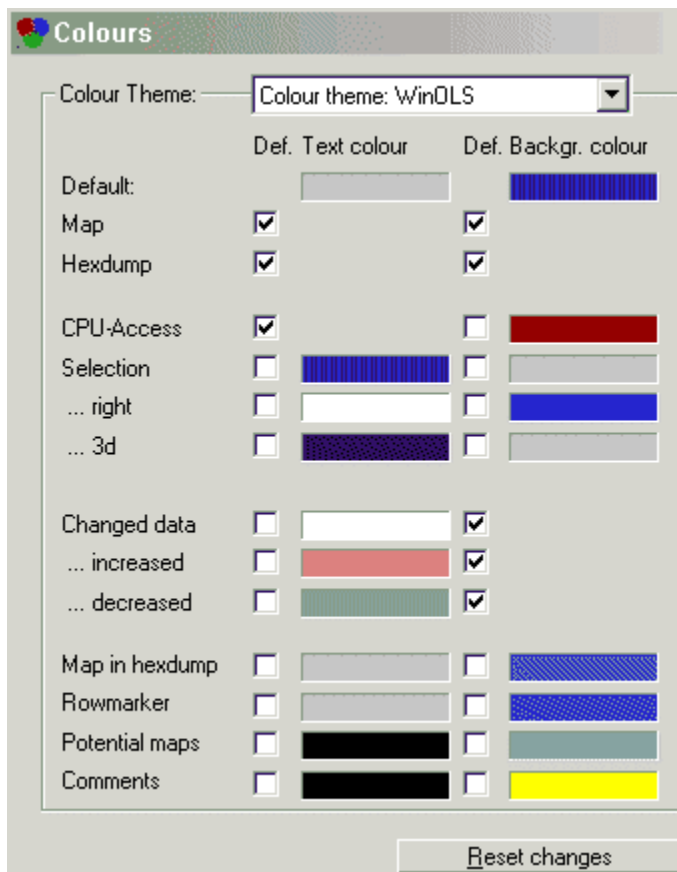 Colours
Colour Theme: Colour theme: WinOLS
Def. Text colour Def. Backgr. colour
Default:
Map
Hexdump
CPU-Access
Selection
... right
... 3d
Changed data
... increased
... decreased
Map in hexdump
Rowmarker
Potential maps
Comments
Reset changes